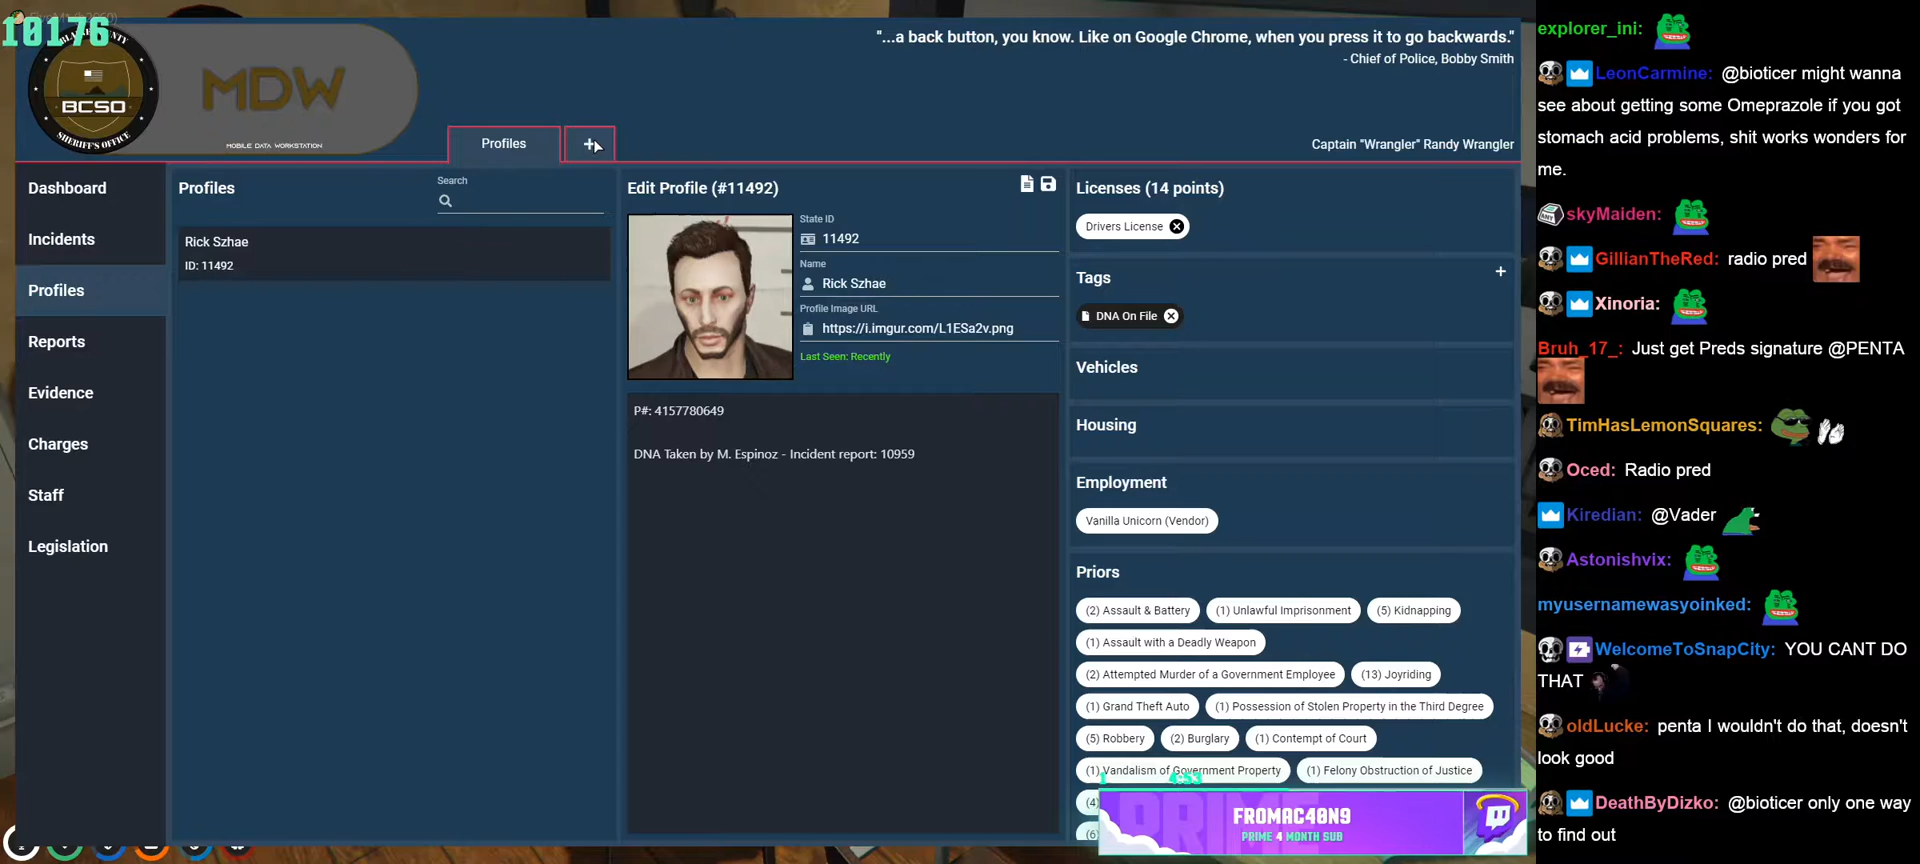 10176
"...a back button, you know. Like on Google Chrome, when you press it to go backwards."
- Chief of Police, Bobby Smith
BCSO
SHERIFF'S OFFICE
MDW
MOBILE DATA WORKSTATION
Profiles
+
Captain "Wrangler" Randy Wrangler
Dashboard
Incidents
Profiles
Reports
Evidence
Charges
Staff
Legislation
Profiles
Search
Rick Szhae
ID: 11492
Edit Profile (#11492)
State ID
11492
Name
Rick Szhae
Profile Image URL
https://i.imgur.com/L1ESa2v.png
Last Seen: Recently
P#: 4157780649
DNA Taken by M. Espinoz - Incident report: 10959
Licenses (14 points)
Drivers License
Tags
+
DNA On File
Vehicles
Housing
Employment
Vanilla Unicorn (Vendor)
Priors
(2) Assault & Battery (1) Unlawful Imprisonment (5) Kidnapping
(1) Assault with a Deadly Weapon
(2) Attempted Murder of a Government Employee (13) Joyriding
(1) Grand Theft Auto (1) Possession of Stolen Property in the Third Degree
(5) Robbery (2) Burglary (1) Contempt of Court
(1) Vandalism of Government Property (1) Felony Obstruction of Justice
(4)
(6)
1 4:53
PRIME
FROMAC40N9
PRIME 4 MONTH SUB
explorer_ini:
LeonCarmine: @bioticer might wanna
see about getting some Omeprazole if you got
stomach acid problems, shit works wonders for
me.
skyMaiden:
GillianTheRed: radio pred
Xinoria:
Bruh_17_: Just get Preds signature @PENTA
TimHasLemonSquares:
Oced: Radio pred
Kiredian: @Vader
Astonishvix:
myusernamewasyoinked:
WelcomeToSnapCity: YOU CANT DO
THAT
oldLucke: penta I wouldn't do that, doesn't
look good
DeathByDizko: @bioticer only one way
to find out